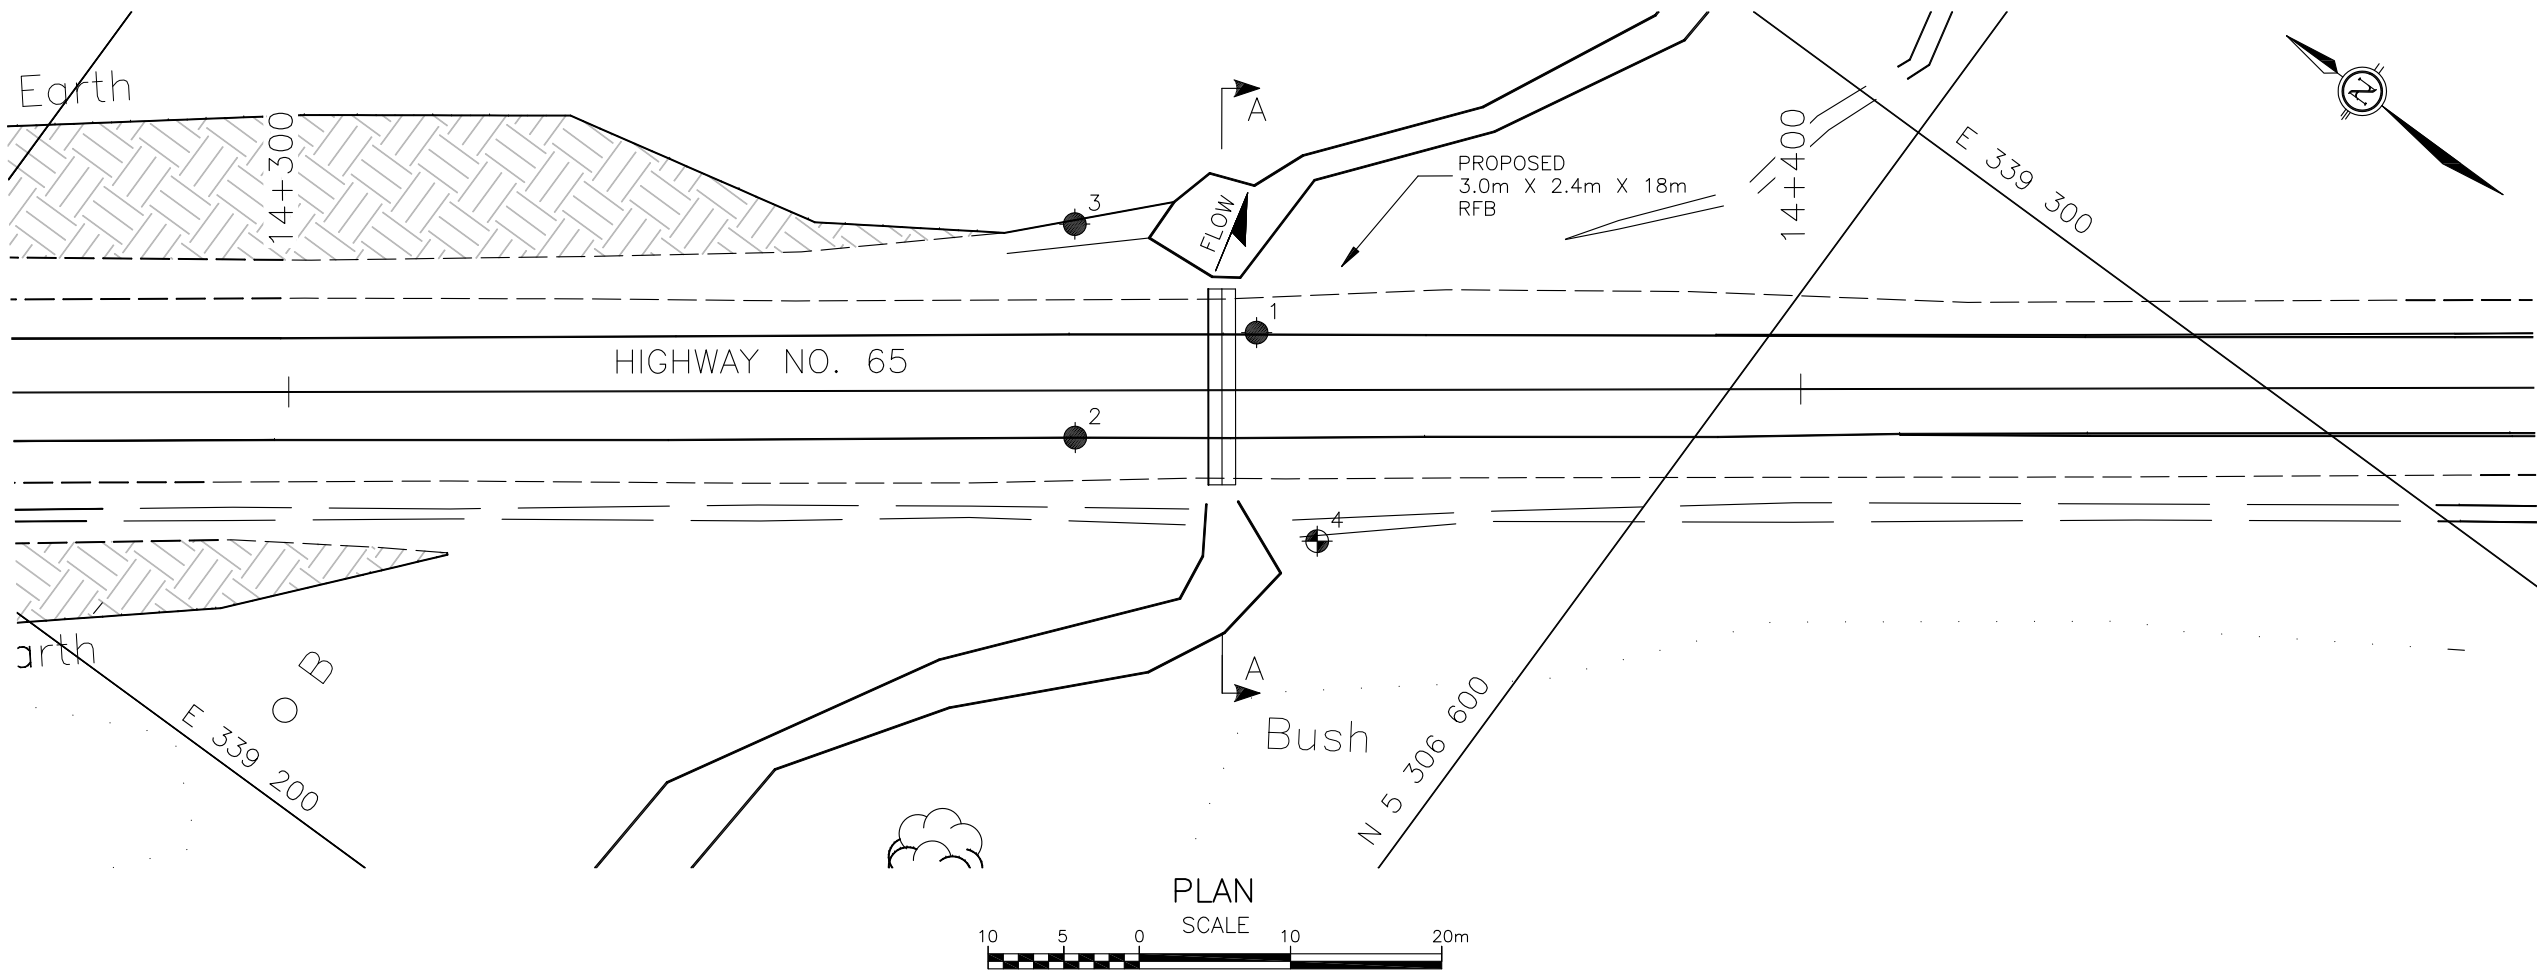 Earth
14+300
3
A
FLOW
PROPOSED
3.0m X 2.4m X 18m
RFB
14+400
E 339 300
N
1
HIGHWAY NO. 65
2
4
arth
B
O
E 339 200
A
Bush
N 5 306 600
PLAN
SCALE
10 5 0 10 20m